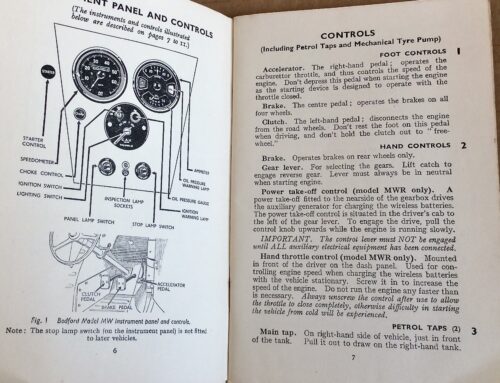 ENT PANEL AND CONTROLS
(The instruments and controls illustrated
below are described on pages 7 to 11.)
STARTER
CONTROL
SPEEDOMETER
CHOKE CONTROL
IGNITION SWITCH
LIGHTING SWITCH
AMMETER
OIL PRESSURE
WARNING LAMP
OIL PRESSURE GAUGE
INSPECTION LAMP
SOCKETS
IGNITION
WARNING LAMP
PANEL LAMP SWITCH
STOP LAMP SWITCH
ACCELERATOR
PEDAL
CLUTCH
PEDAL
BRAKE PEDAL
Fig. 1 Bedford Model MW instrument panel and controls.
Note: The stop lamp switch (on the instrument panel) is not fitted
to later vehicles.
6
CONTROLS
(Including Petrol Taps and Mechanical Tyre Pump)
FOOT CONTROLS 1
Accelerator. The right-hand pedal; operates the
carburettor throttle, and thus controls the speed of the
engine. Don't depress this pedal when starting the engine
as the starting device is designed to operate with the
throttle closed.
Brake. The centre pedal; operates the brakes on all
four wheels.
Clutch. The left-hand pedal; disconnects the engine
from the road wheels. Don't rest the foot on this pedal
when driving, and don't hold the clutch out to "free-
wheel."
HAND CONTROLS 2
Brake. Operates brakes on rear wheels only.
Gear lever. For selecting the gears. Lift catch to
engage reverse gear. Lever must always be in neutral
when starting engine.
Power take-off control (model MWR only). A
power take-off fitted to the nearside of the gearbox drives
the auxiliary generator for charging the wireless batteries.
The power take-off control is situated in the driver's cab to
the left of the gear lever. To engage the drive, pull the
control knob upwards while the engine is running slowly.
IMPORTANT. The control lever must NOT be engaged
until ALL auxiliary electrical equipment has been connected.
Hand throttle control (model MWR only). Mounted
in front of the driver on the dash panel. Used for con-
trolling engine speed when charging the wireless batteries
with the vehicle stationary. Screw it in to increase the
speed of the engine. Do not run the engine any faster than
is necessary. Always unscrew the control after use to allow
the throttle to close completely, otherwise difficulty in starting
the vehicle from cold will be experienced.
PETROL TAPS (2) 3
Main tap. On right-hand side of vehicle, just in front
of the tank. Pull it out to draw on the right-hand tank.
7